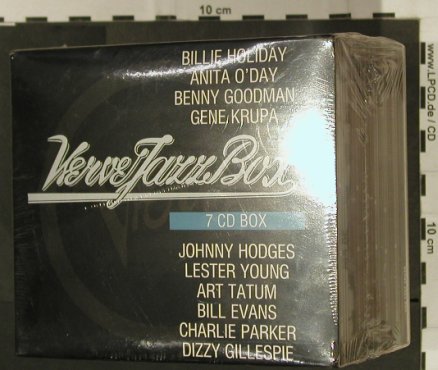 10 cm
BILLIE HOLIDAY
ANITA O'DAY
BENNY GOODMAN
GENE KRUPA
Verve Jazz Box
7 CD BOX
JOHNNY HODGES
LESTER YOUNG
ART TATUM
BILL EVANS
CHARLIE PARKER
DIZZY GILLESPIE
www.LPCD.de / CD
10 cm